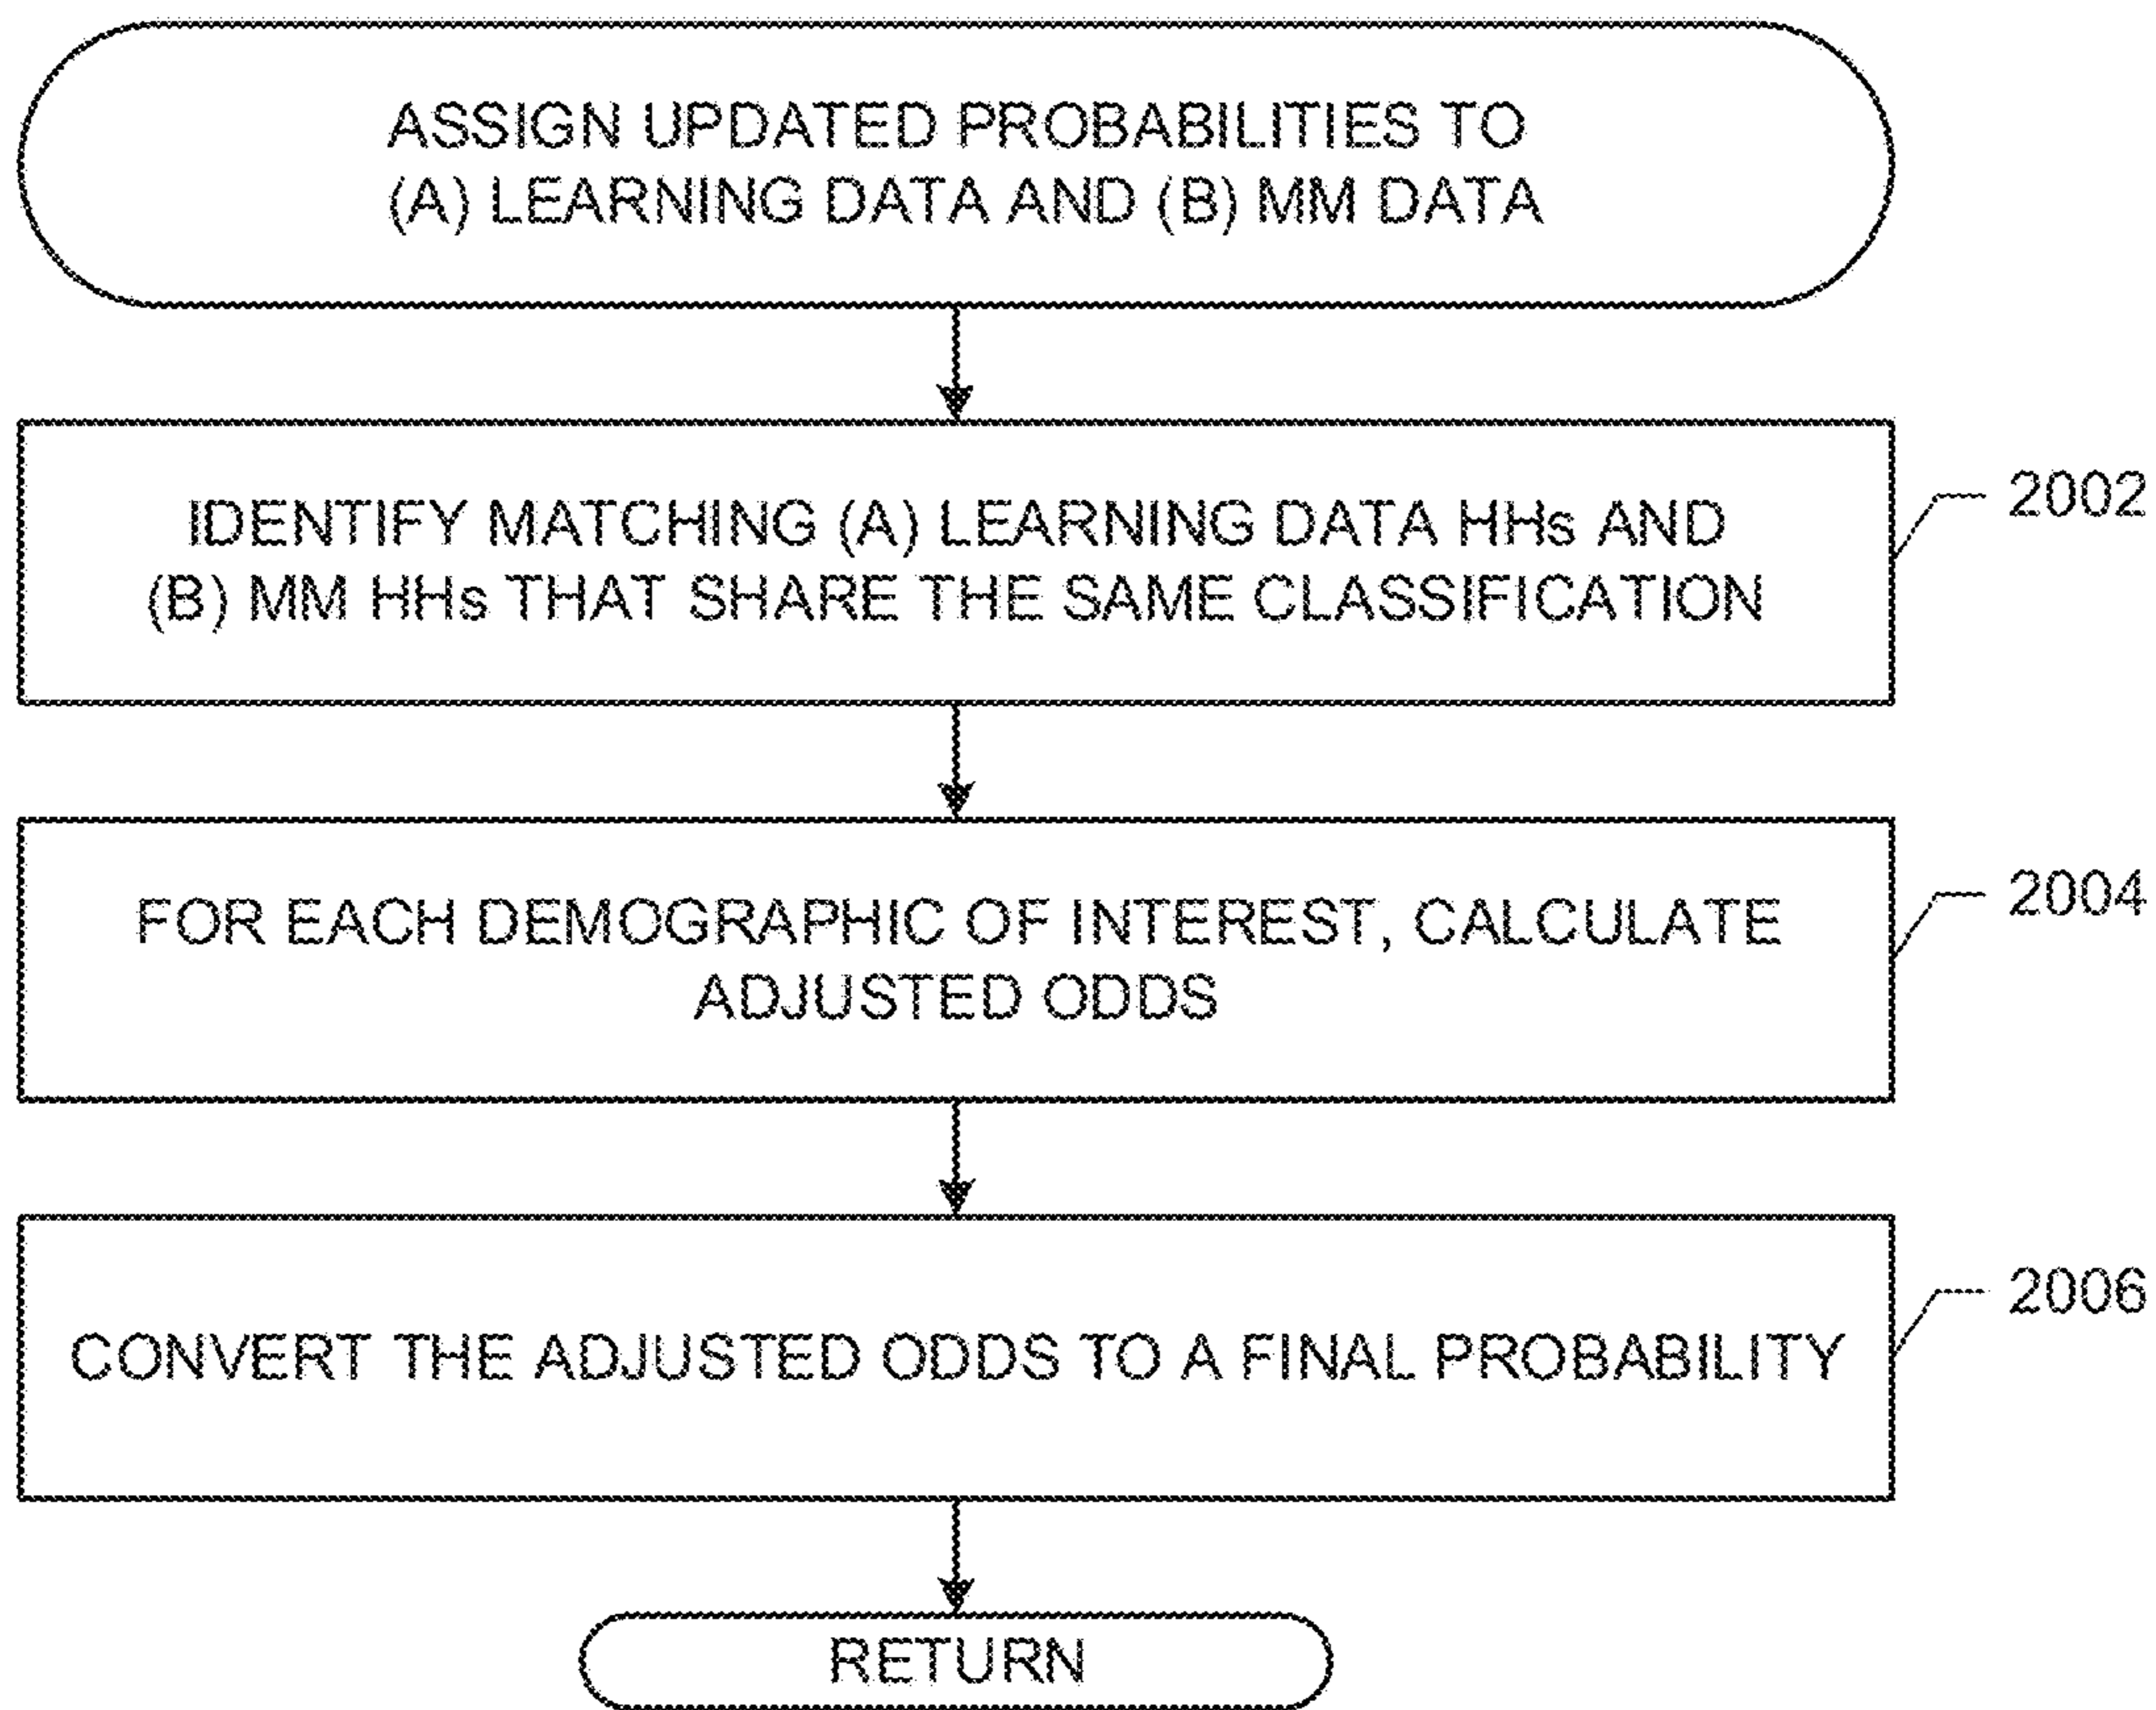 ASSIGN UPDATED PROBABILITIES TO
(A) LEARNING DATA AND (B) MM DATA
IDENTIFY MATCHING (A) LEARNING DATA HHs AND
(B) MM HHs THAT SHARE THE SAME CLASSIFICATION
2002
FOR EACH DEMOGRAPHIC OF INTEREST, CALCULATE
ADJUSTED ODDS
2004
CONVERT THE ADJUSTED ODDS TO A FINAL PROBABILITY
2006
RETURN